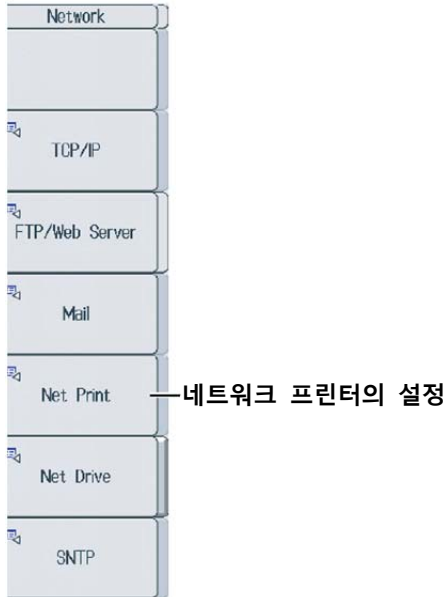 Network
TCP/IP
FTP/Web Server
Mail
Net Print
네트워크 프린터의 설정
Net Drive
SNTP